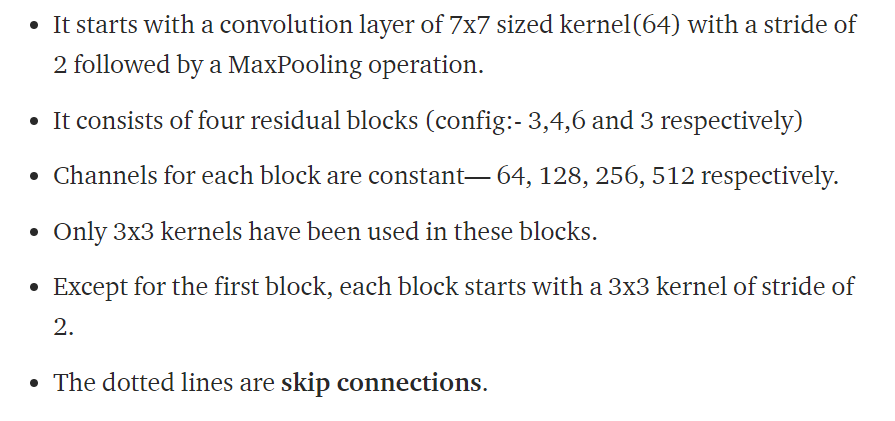 • It starts with a convolution layer of 7x7 sized kernel(64) with a stride of
2 followed by a MaxPooling operation.
• It consists of four residual blocks (config:- 3,4,6 and 3 respectively)
• Channels for each block are constant— 64, 128, 256, 512 respectively.
• Only 3x3 kernels have been used in these blocks.
• Except for the first block, each block starts with a 3x3 kernel of stride of
2.
• The dotted lines are skip connections.